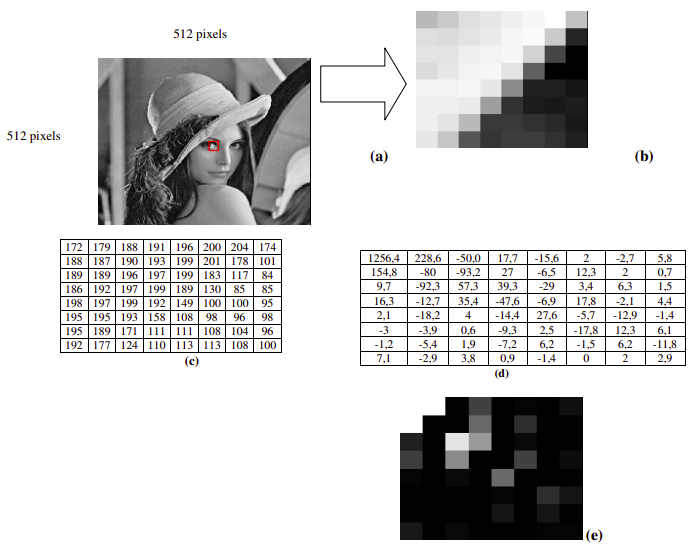 512 pixels
512 pixels
(a)
(b)
172 179 188 191 196 200 204 174
188 187 190 193 199 201 178 101
189 189 196 197 199 183 117 84
186 192 197 199 189 130 85 85
198 197 199 192 149 100 100 95
195 195 193 158 108 98 96 98
195 189 171 111 111 108 104 96
192 177 124 110 113 113 108 100
(c)
1256,4 228,6 -50,0 17,7 -15,6 2 -2,7 5,8
154,8 -80 -93,2 27 -6,5 12,3 2 0,7
9,7 -92,3 57,3 39,3 -29 3,4 6,3 1,5
16,3 -12,7 35,4 -47,6 -6,9 17,8 -2,1 4,4
2,1 -18,2 4 -14,4 27,6 -5,7 -12,9 -1,4
-3 -3,9 0,6 -9,3 2,5 -17,8 12,3 6,1
-1,2 -5,4 1,9 -7,2 6,2 -1,5 6,2 -11,8
7,1 -2,9 3,8 0,9 -1,4 0 2 2,9
(d)
(e)